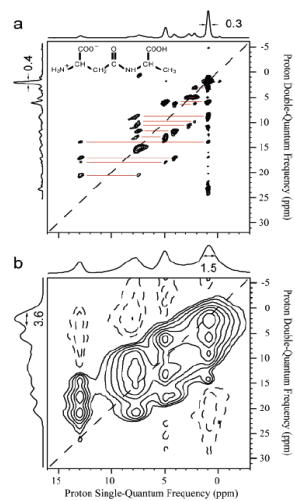 a
0.3
COO⁻ O COOH
H₃N⁺ CH CH₂ C NH CH CH₃
0.4
-5
0
5
10
15
20
25
30
Proton Double-Quantum Frequency (ppm)
b
1.5
3.6
-5
0
5
10
15
20
25
30
Proton Double-Quantum Frequency (ppm)
15 10 5 0
Proton Single-Quantum Frequency (ppm)